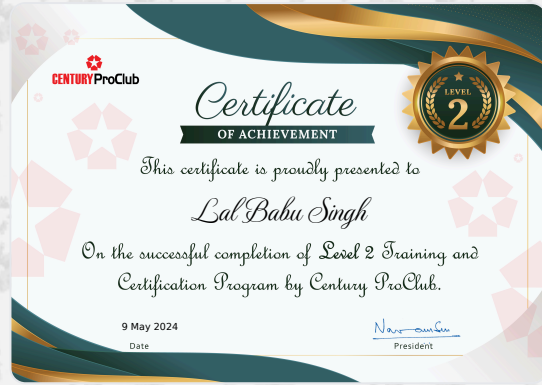 CENTURY ProClub
Certificate
OF ACHIEVEMENT
LEVEL
2
This certificate is proudly presented to
Lal Babu Singh
On the successful completion of Level 2 Training and
Certification Program by Century ProClub.
9 May 2024
Date
President